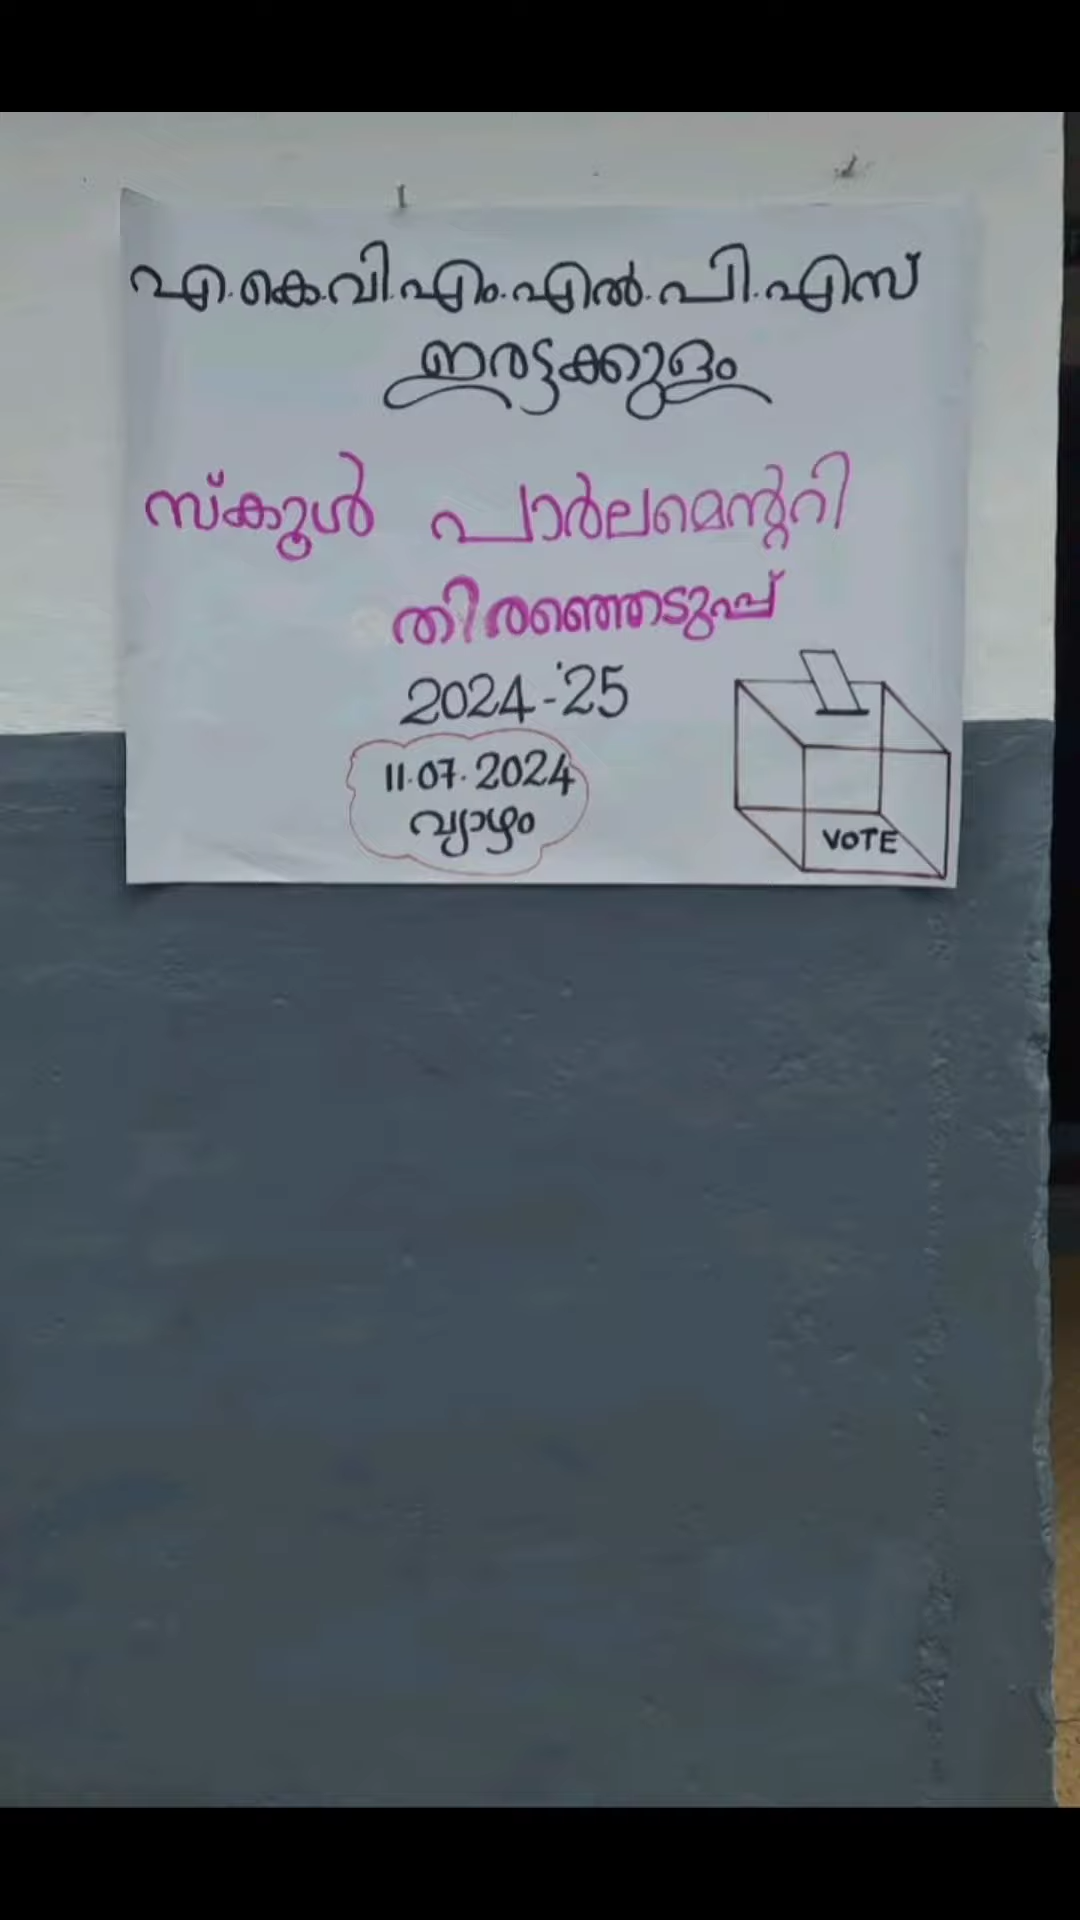 എ.കെ.വി.എം.എൽ.പി.എസ്
ഇരട്ടക്കുളം
സ്കൂൾ പാർലമെന്ററി
തിരഞ്ഞെടുപ്പ്
2024-'25
11.07.2024
വ്യാഴം
VOTE